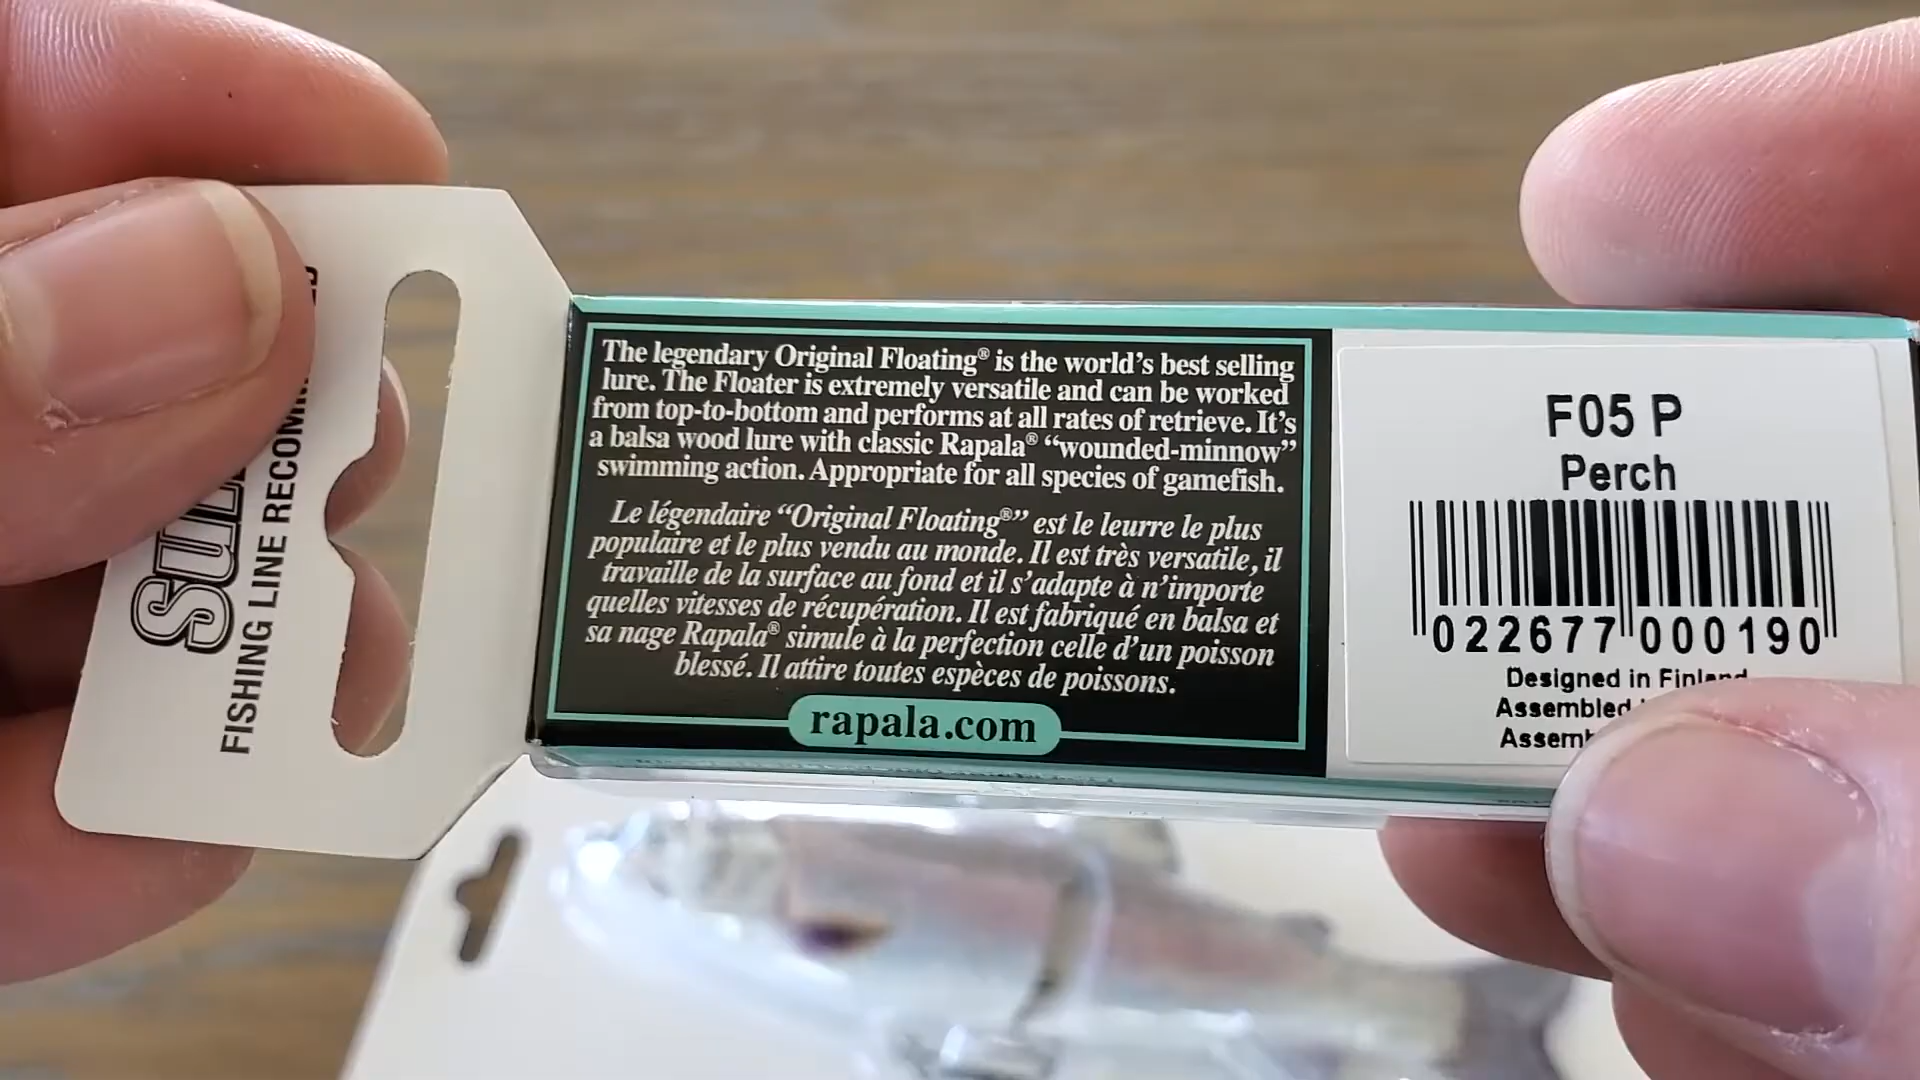 FISHING LINE
The legendary Original Floating® is the world's best selling
lure. The Floater is extremely versatile and can be worked
from top-to-bottom and performs at all rates of retrieve. It's
a balsa wood lure with classic Rapala® “wounded-minnow”
swimming action. Appropriate for all species of gamefish.
Le légendaire “Original Floating®” est le leurre le plus
populaire et le plus vendu au monde. Il est très versatile, il
travaille de la surface au fond et il s’adapte à n’importe
quelles vitesses de récupération. Il est fabriqué en balsa et
sa nage Rapala® simule à la perfection celle d’un poisson
blessé. Il attire toutes espèces de poissons.
rapala.com
F05 P
Perch
022677 000190
Designed in Finland
Assembled